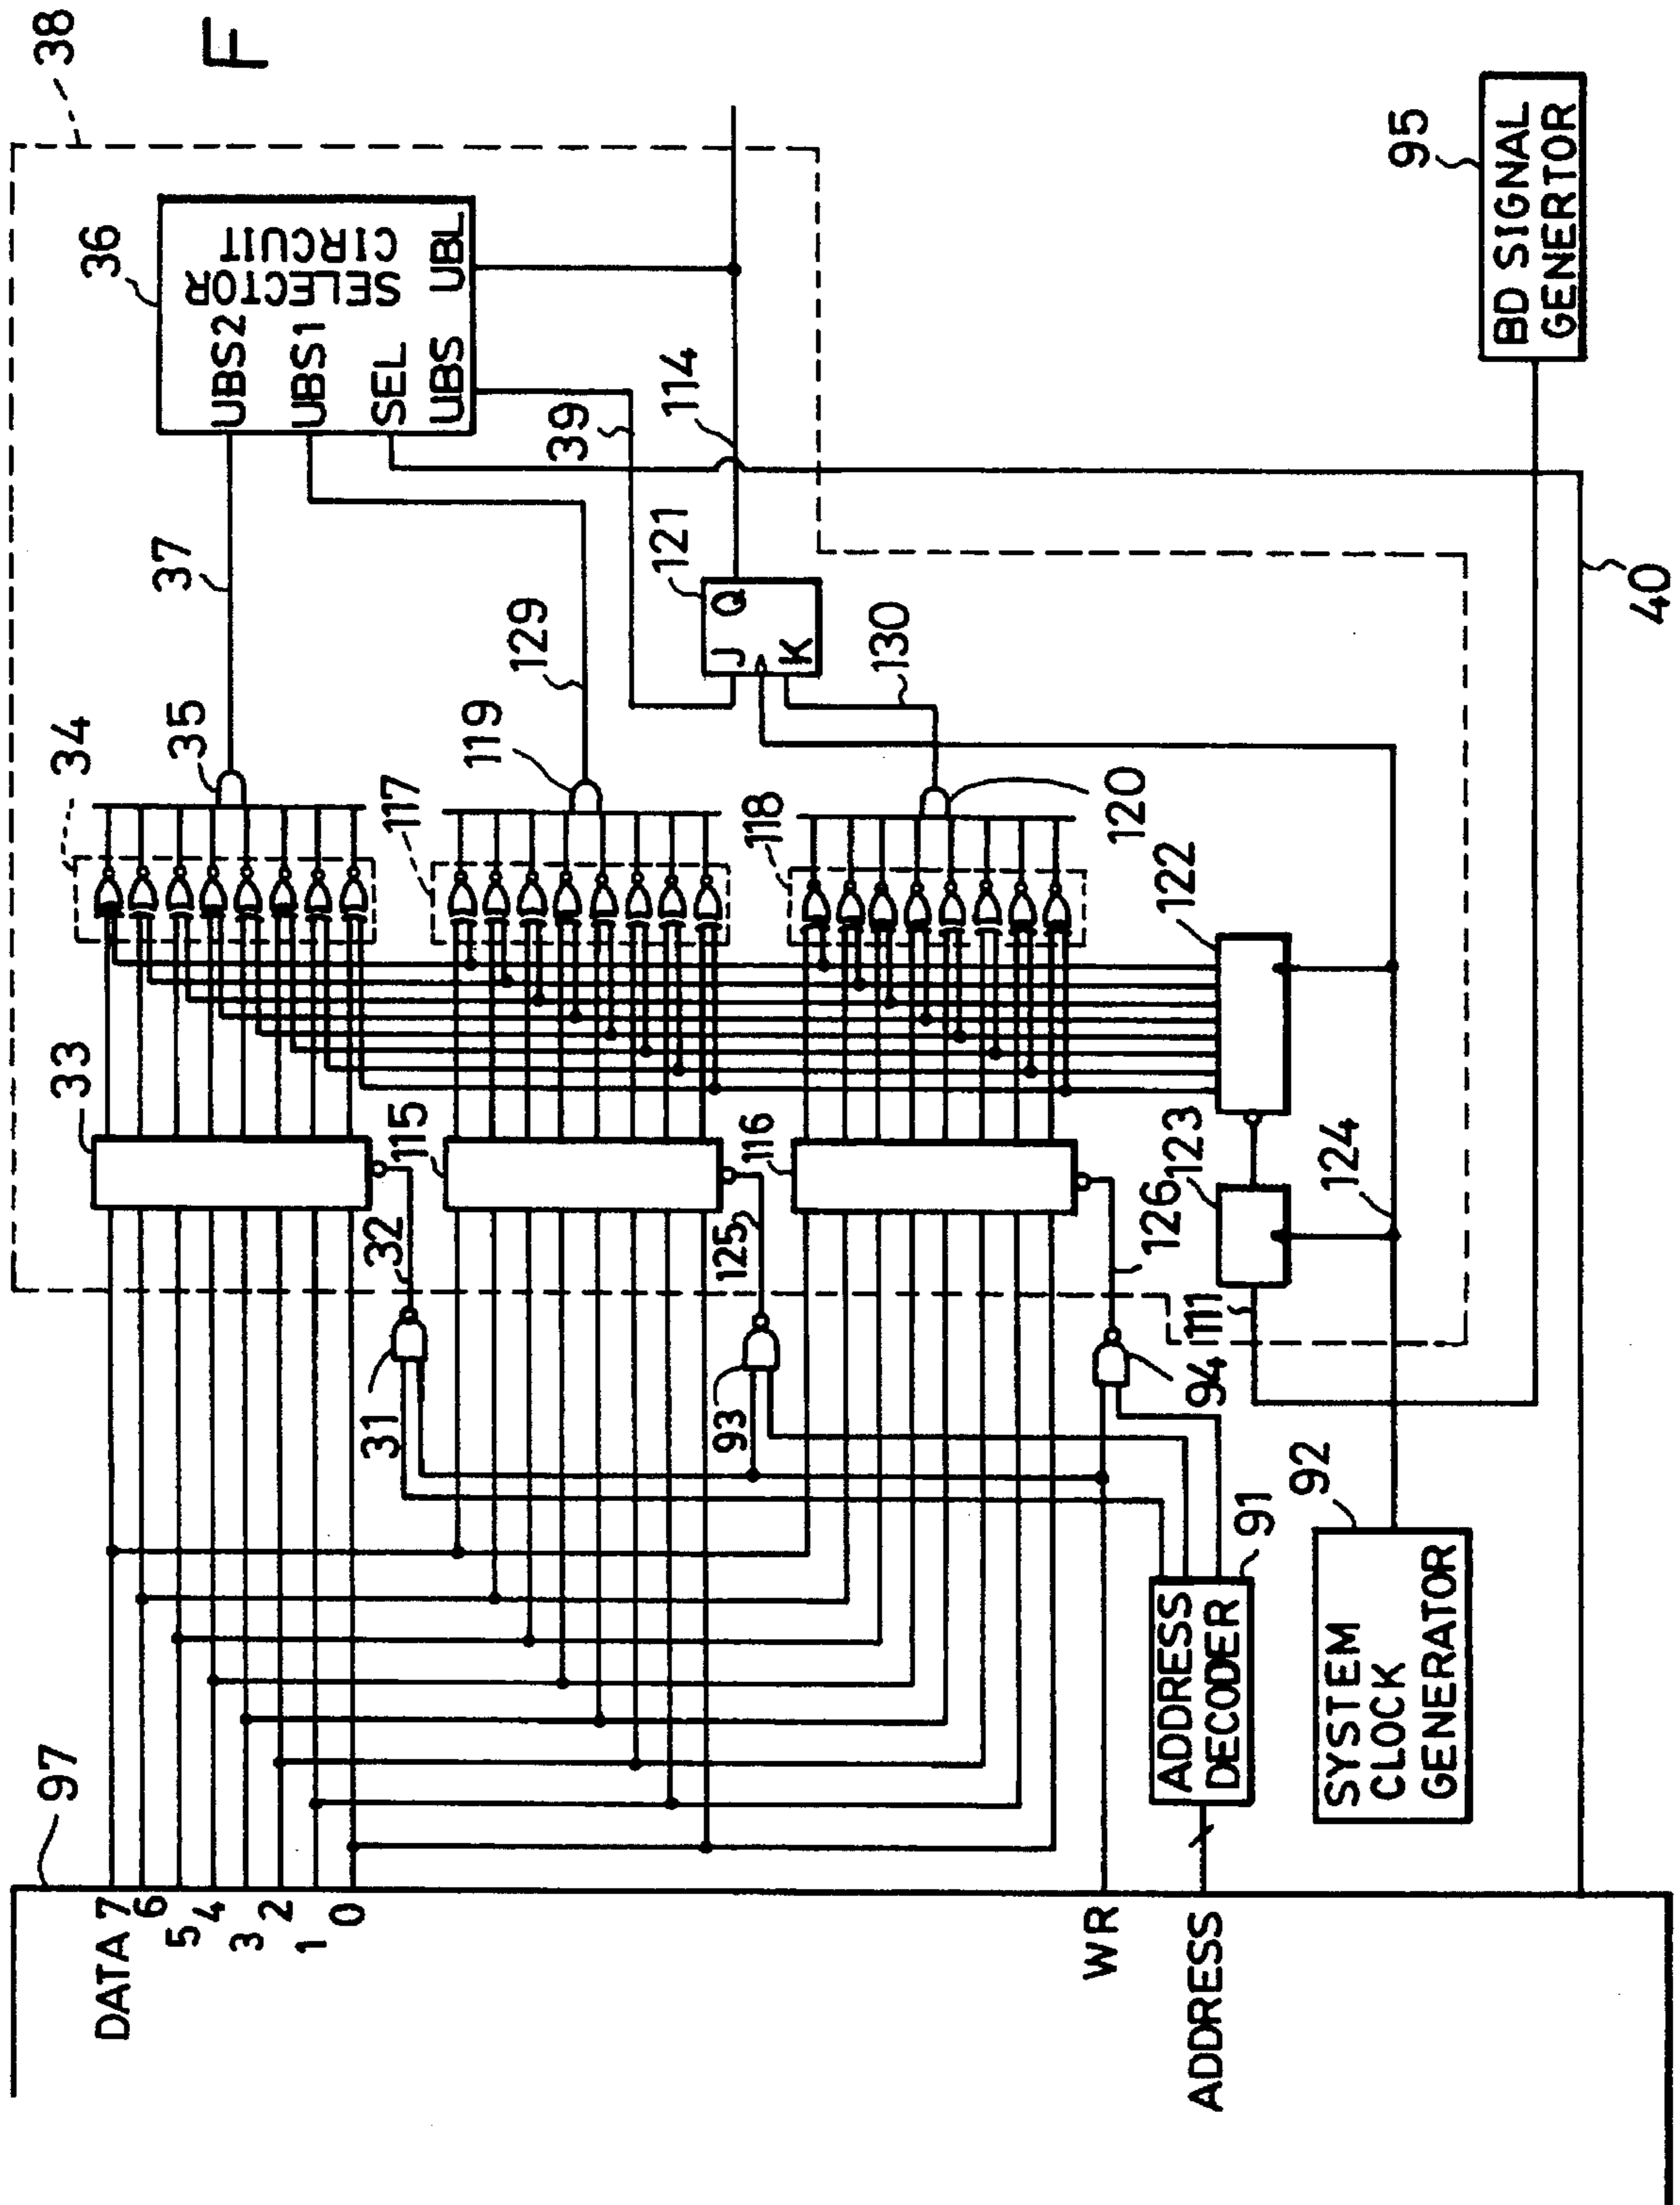 38
F
36
SELECTOR
CIRCUIT
UBS2
UBS1
SEL
UBS
UBL
37
39
114
34
35
119
129
121
J
Q
K
130
117
118
120
33
115
116
122
123
124
32
125
126
111
31
93
94
91
92
95
BD SIGNAL
GENERTOR
40
97
DATA 7
6
5
4
3
2
1
0
WR
ADDRESS
ADDRESS
DECODER
SYSTEM
CLOCK
GENERATOR